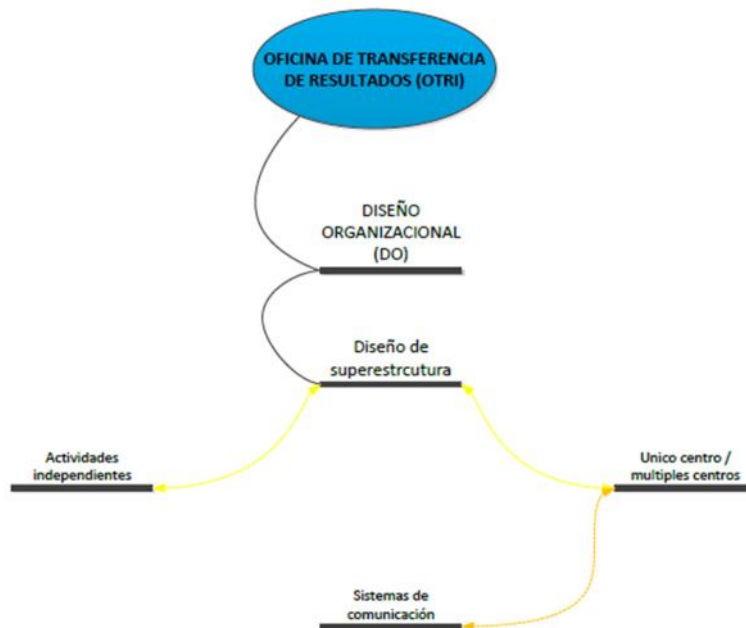 OFICINA DE TRANSFERENCIA
DE RESULTADOS (OTRI)
DISEÑO
ORGANIZACIONAL
(DO)
Diseño de
superestrcutura
Actividades
independientes
Unico centro /
multiples centros
Sistemas de
comunicación